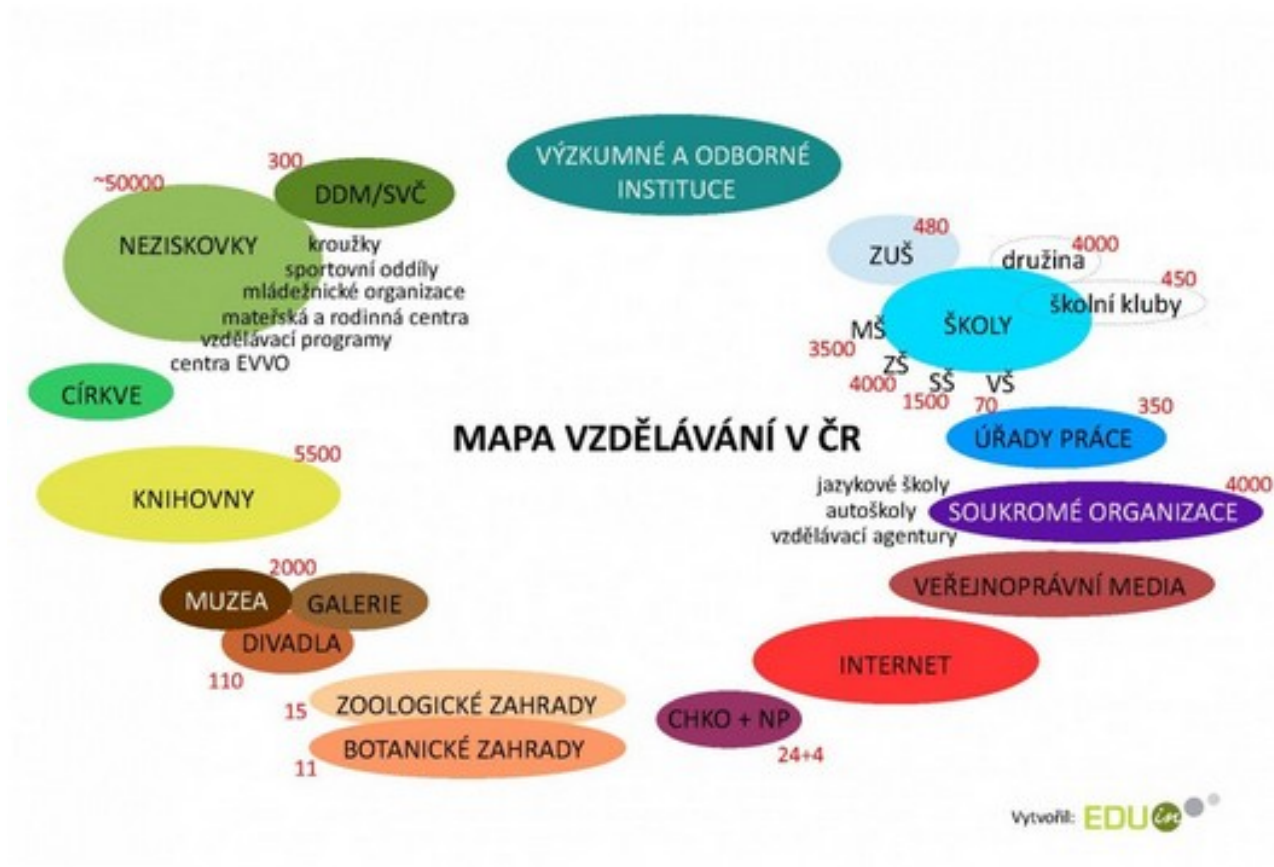 VÝZKUMNÉ A ODBORNÉ
INSTITUCE
300
~50000
DDM/SVČ
NEZISKOVKY
kroužky
sportovní oddíly
mládežnické organizace
mateřská a rodinná centra
vzdělávací programy
centra EVVO
480
ZUŠ
4000
družina
450
školní kluby
ŠKOLY
MŠ
3500
ZŠ
4000
SŠ
1500
VŠ
70
CÍRKVE
MAPA VZDĚLÁVÁNÍ V ČR
350
ÚŘADY PRÁCE
5500
KNIHOVNY
jazykové školy
autoškoly
vzdělávací agentury
4000
SOUKROMÉ ORGANIZACE
2000
MUZEA
GALERIE
DIVADLA
110
VEŘEJNOPRÁVNÍ MEDIA
INTERNET
15
ZOOLOGICKÉ ZAHRADY
11
BOTANICKÉ ZAHRADY
CHKO + NP
24+4
Vytvořil: EDUin